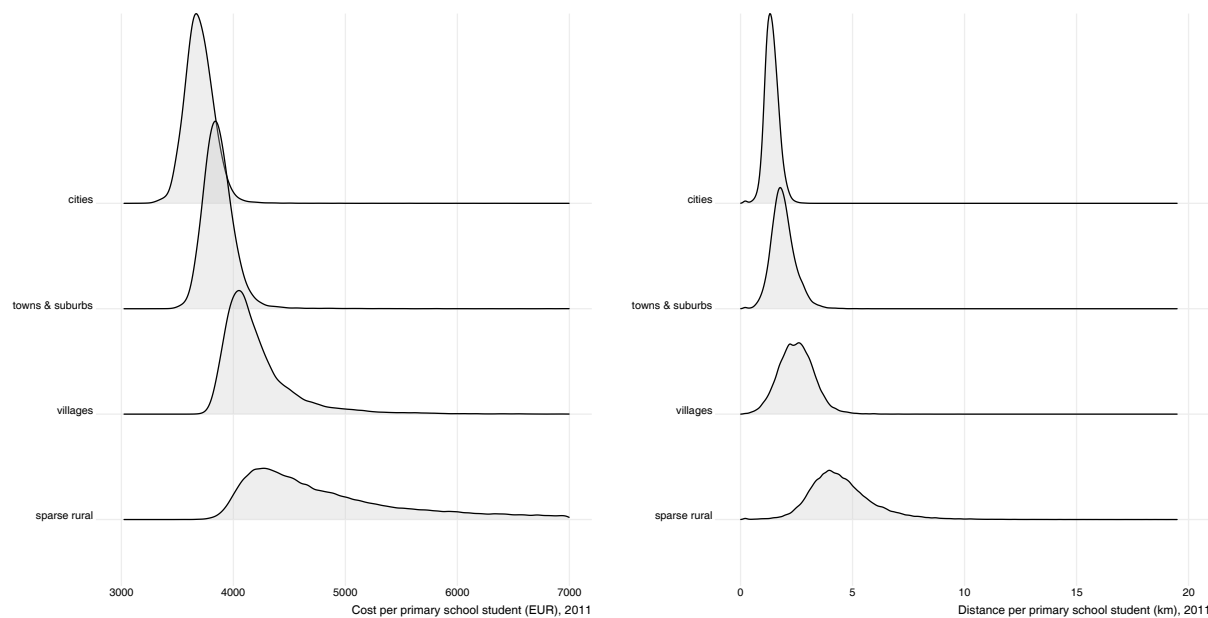 cities
towns & suburbs
villages
sparse rural
3000 4000 5000 6000 7000
Cost per primary school student (EUR), 2011
cities
towns & suburbs
villages
sparse rural
0 5 10 15 20
Distance per primary school student (km), 2011